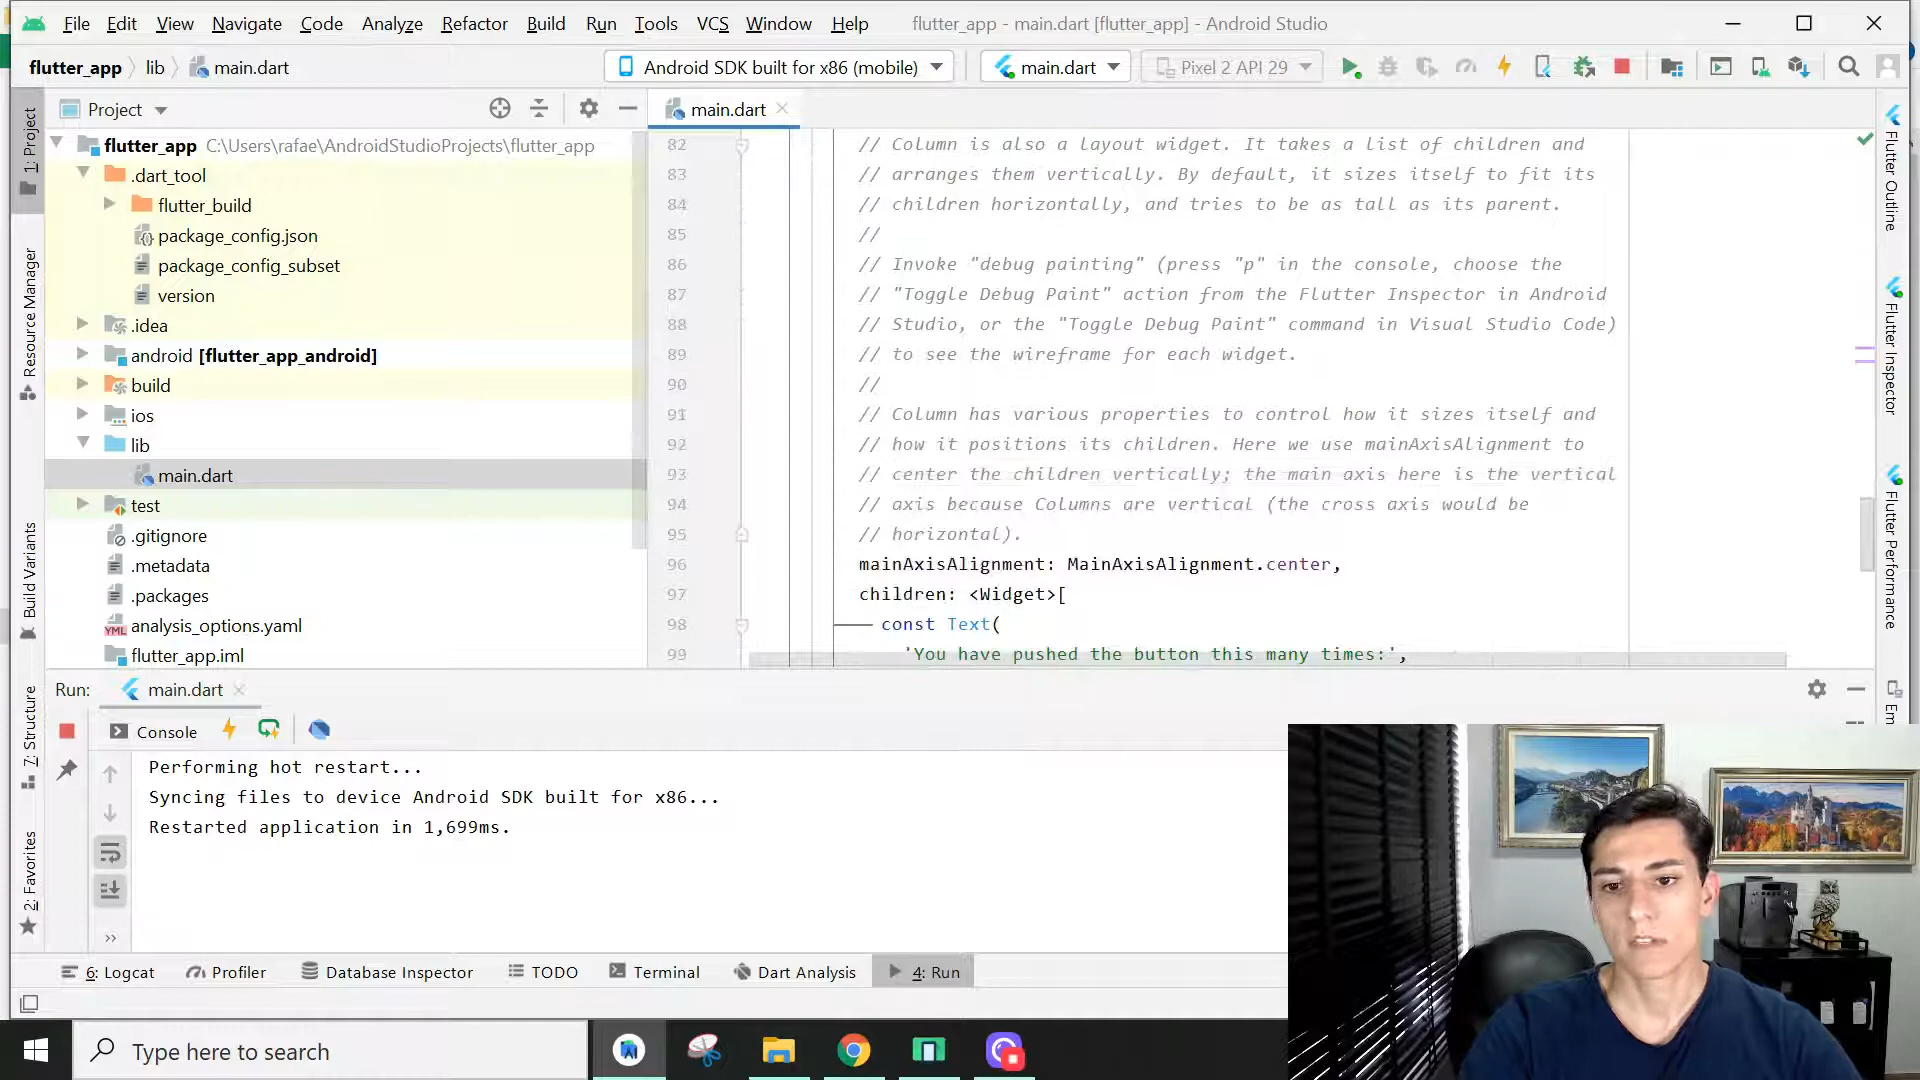 File Edit View Navigate Code Analyze Refactor Build Run Tools VCS Window Help flutter_app - main.dart [flutter_app] - Android Studio
flutter_app lib main.dart Android SDK built for x86 (mobile) main.dart Pixel 2 API 29
1: Project
Resource Manager
Build Variants
7: Structure
2: Favorites
Project
flutter_app C:\Users\rafae\AndroidStudioProjects\flutter_app
.dart_tool
flutter_build
package_config.json
package_config_subset
version
.idea
android [flutter_app_android]
build
ios
lib
main.dart
test
.gitignore
.metadata
.packages
analysis_options.yaml
flutter_app.iml
main.dart
82 // Column is also a layout widget. It takes a list of children and
83 // arranges them vertically. By default, it sizes itself to fit its
84 // children horizontally, and tries to be as tall as its parent.
85 //
86 // Invoke "debug painting" (press "p" in the console, choose the
87 // "Toggle Debug Paint" action from the Flutter Inspector in Android
88 // Studio, or the "Toggle Debug Paint" command in Visual Studio Code)
89 // to see the wireframe for each widget.
90 //
91 // Column has various properties to control how it sizes itself and
92 // how it positions its children. Here we use mainAxisAlignment to
93 // center the children vertically; the main axis here is the vertical
94 // axis because Columns are vertical (the cross axis would be
95 // horizontal).
96 mainAxisAlignment: MainAxisAlignment.center,
97 children: <Widget>[
98 const Text(
99 'You have pushed the button this many times:',
Flutter Outline
Flutter Inspector
Flutter Performance
Em
Run: main.dart
Console
Performing hot restart...
Syncing files to device Android SDK built for x86...
Restarted application in 1,699ms.
6: Logcat Profiler Database Inspector TODO Terminal Dart Analysis 4: Run
Type here to search